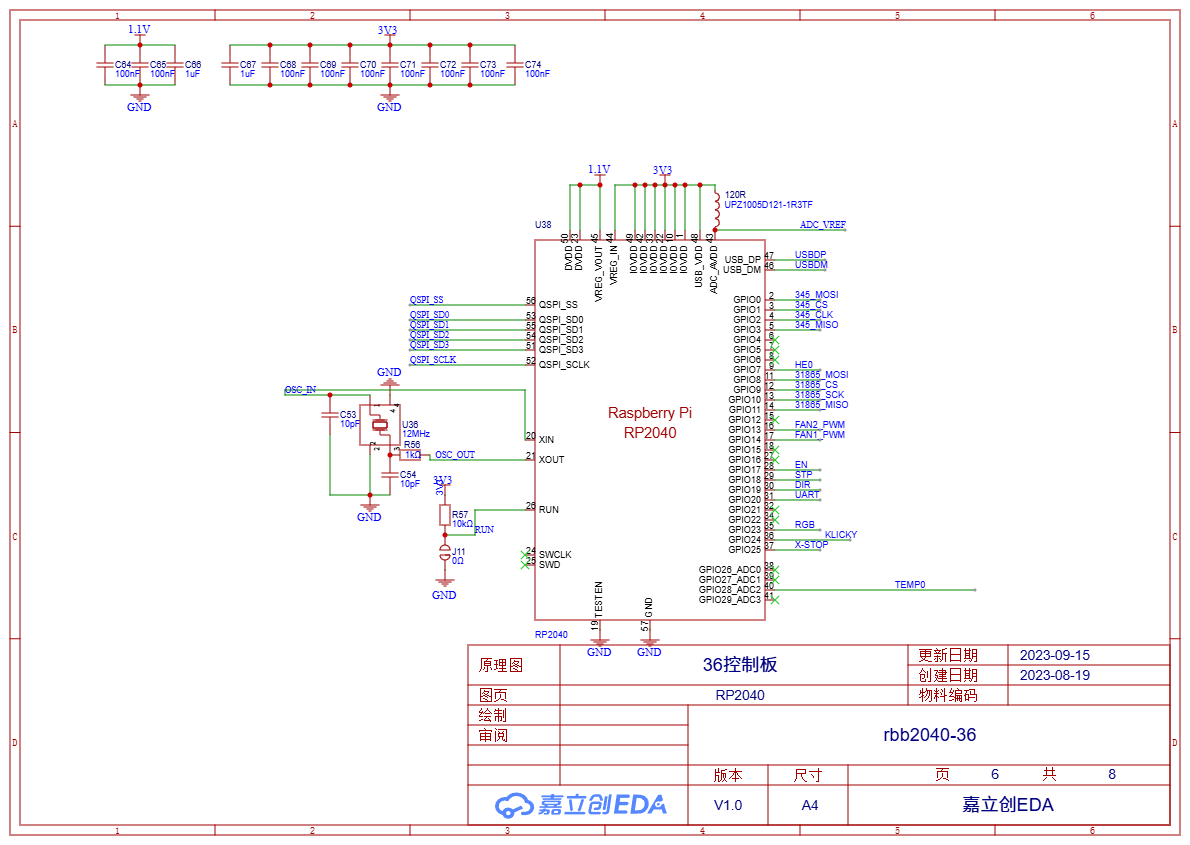 1 2 3 4 5 6
A A
B B
C C
D D
1.1V
C64 C65 C66
100nF 100nF 1uF
GND
3V3
C67 C68 C69 C70 C71 C72 C73 C74
1uF 100nF 100nF 100nF 100nF 100nF 100nF 100nF
GND
1.1V 3V3
120R
UPZ1005D121-1R3TF
ADC_VREF
U38
50 23 45 44 49 42 33 22 10 1 48 43
DVDD DVDD VREG_VOUT VREG_IN IOVDD IOVDD IOVDD IOVDD IOVDD IOVDD USB_VDD ADC_AVDD
USB_DP 47 USBDP
USB_DM 46 USBDM
QSPI_SS 56 QSPI_SS
QSPI_SD0 53 QSPI_SD0
QSPI_SD1 55 QSPI_SD1
QSPI_SD2 54 QSPI_SD2
QSPI_SD3 51 QSPI_SD3
QSPI_SCLK 52 QSPI_SCLK
GPIO0 2 345_MOSI
GPIO1 3 345_CS
GPIO2 4 345_CLK
GPIO3 5 345_MISO
GPIO4 6
GPIO5 7
GPIO6 8
GPIO7 9 HE0
GPIO8 11 31865_MOSI
GPIO9 12 31865_CS
GPIO10 13 31865_SCK
GPIO11 14 31865_MISO
GPIO12 15
GPIO13 16 FAN2_PWM
GPIO14 17 FAN1_PWM
GPIO15 18
GPIO16 27
GPIO17 28 EN
GPIO18 29 STP
GPIO19 30 DIR
GPIO20 31 UART
GPIO21 32
GPIO22 34
GPIO23 35 RGB
GPIO24 36 KLICKY
GPIO25 37 X-STOP
GPIO26_ADC0 38
GPIO27_ADC1 39
GPIO28_ADC2 40 TEMP0
GPIO29_ADC3 41
Raspberry Pi
RP2040
GND
OSC_IN
C53
10pF
1 4
U36
12MHz
2 3
R56
1kΩ
OSC_OUT
20 XIN
21 XOUT
C54
10pF
GND
3V3
3V3
R57
10kΩ
RUN
26 RUN
J11
0Ω
GND
24 SWCLK
25 SWD
19 TESTEN
57 GND
RP2040
GND GND
原理图 36控制板 更新日期 2023-09-15
创建日期 2023-08-19
图页 RP2040 物料编码
绘制
审阅
rbb2040-36
版本 尺寸 页 6 共 8
嘉立创EDA V1.0 A4 嘉立创EDA
1 2 3 4 5 6